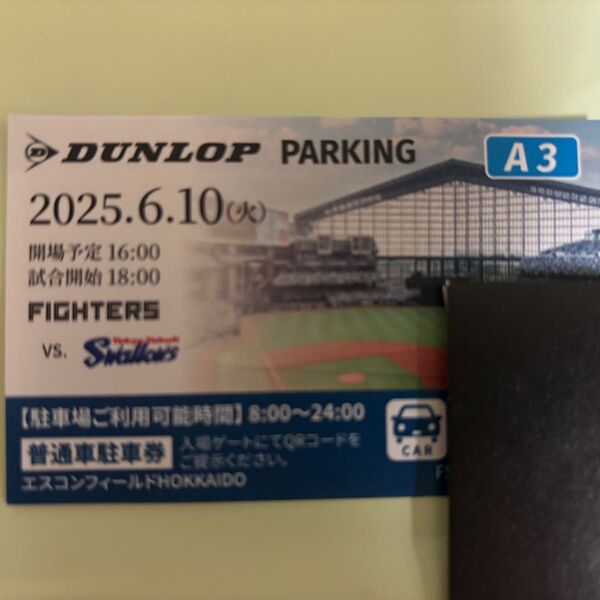 DUNLOP PARKING A3
2025.6.10(火)
開場予定 16:00
試合開始 18:00
FIGHTERS
vs. Yakult Swallows
【駐車場ご利用可能時間】8:00〜24:00
普通車駐車券
入場ゲートにてQRコードを
ご提示ください。
CAR
エスコンフィールドHOKKAIDO